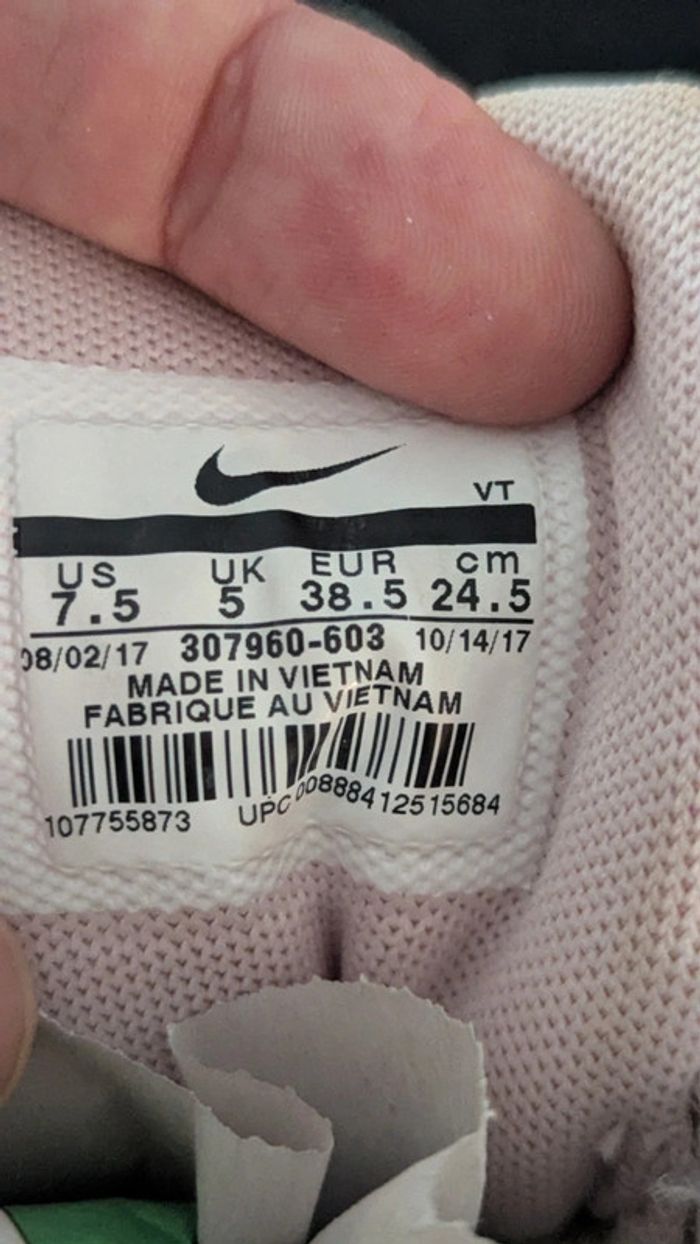 VT
US UK EUR cm
7.5 5 38.5 24.5
08/02/17 307960-603 10/14/17
MADE IN VIETNAM
FABRIQUE AU VIETNAM
107755873 UPC 00888412515684